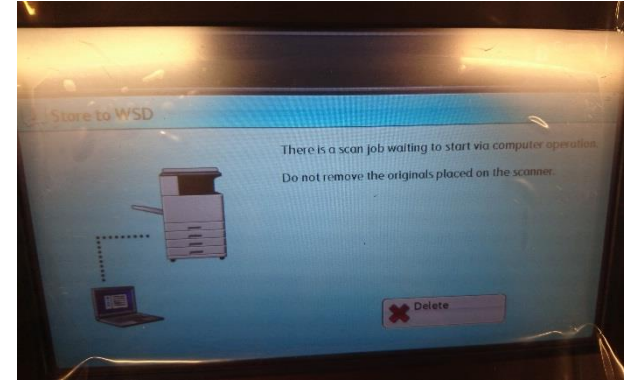 Store to WSD
There is a scan job waiting to start via computer operation.
Do not remove the originals placed on the scanner.
Delete